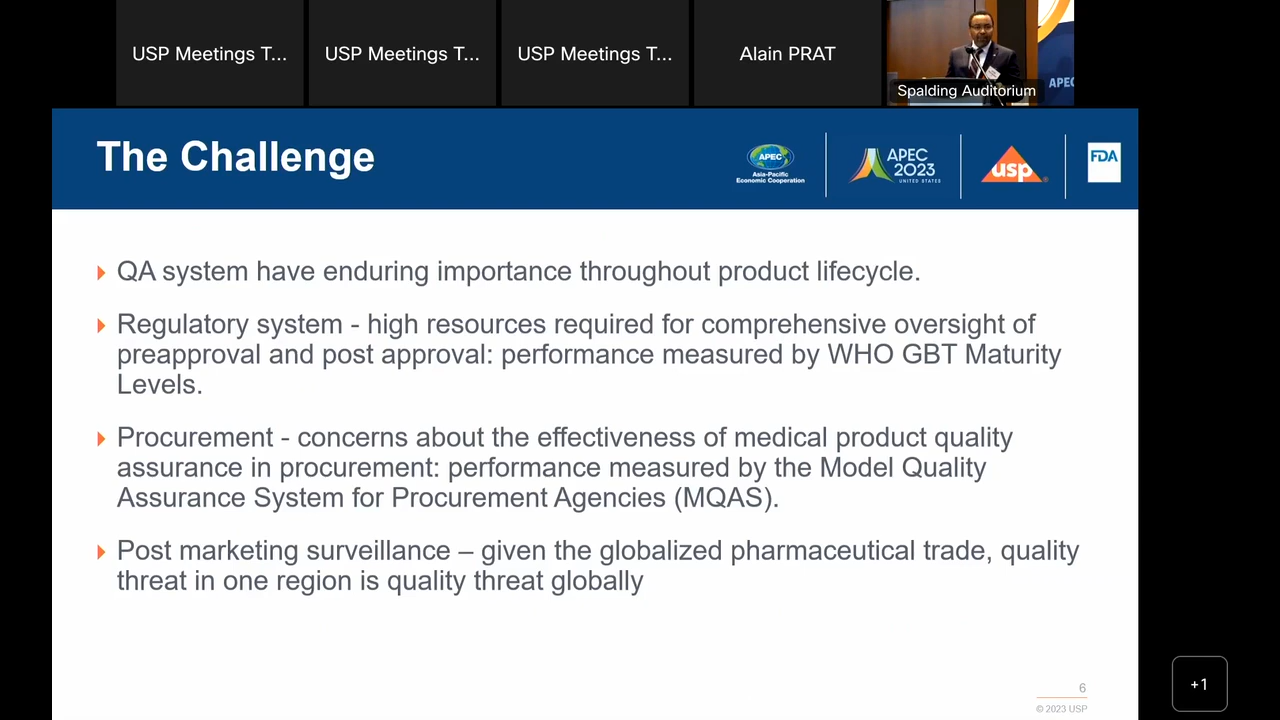 USP Meetings T...
USP Meetings T...
USP Meetings T...
Alain PRAT
Spalding Auditorium
APEC
The Challenge
APEC
Asia-Pacific
Economic Cooperation
APEC
2023
UNITED STATES
usp
FDA
QA system have enduring importance throughout product lifecycle.
Regulatory system - high resources required for comprehensive oversight of
preapproval and post approval: performance measured by WHO GBT Maturity
Levels.
Procurement - concerns about the effectiveness of medical product quality
assurance in procurement: performance measured by the Model Quality
Assurance System for Procurement Agencies (MQAS).
Post marketing surveillance – given the globalized pharmaceutical trade, quality
threat in one region is quality threat globally
6
© 2023 USP
+1